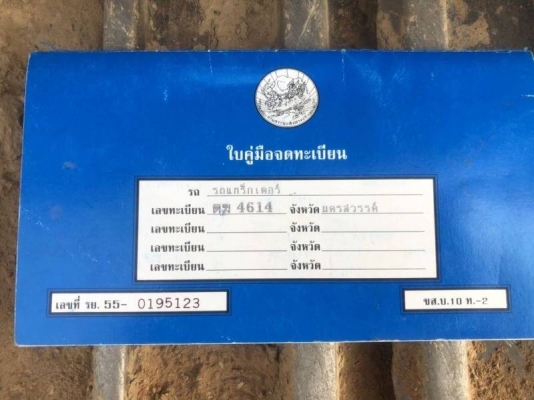 ใบคู่มือจดทะเบียน
รถ รถแทร็กเตอร์
เลขทะเบียน ตฆ 4614 จังหวัด นครสวรรค์
เลขทะเบียน จังหวัด
เลขทะเบียน จังหวัด
เลขทะเบียน จังหวัด
เลขที่ รย. 55- 0195123
ขส.บ.10 ท.-2